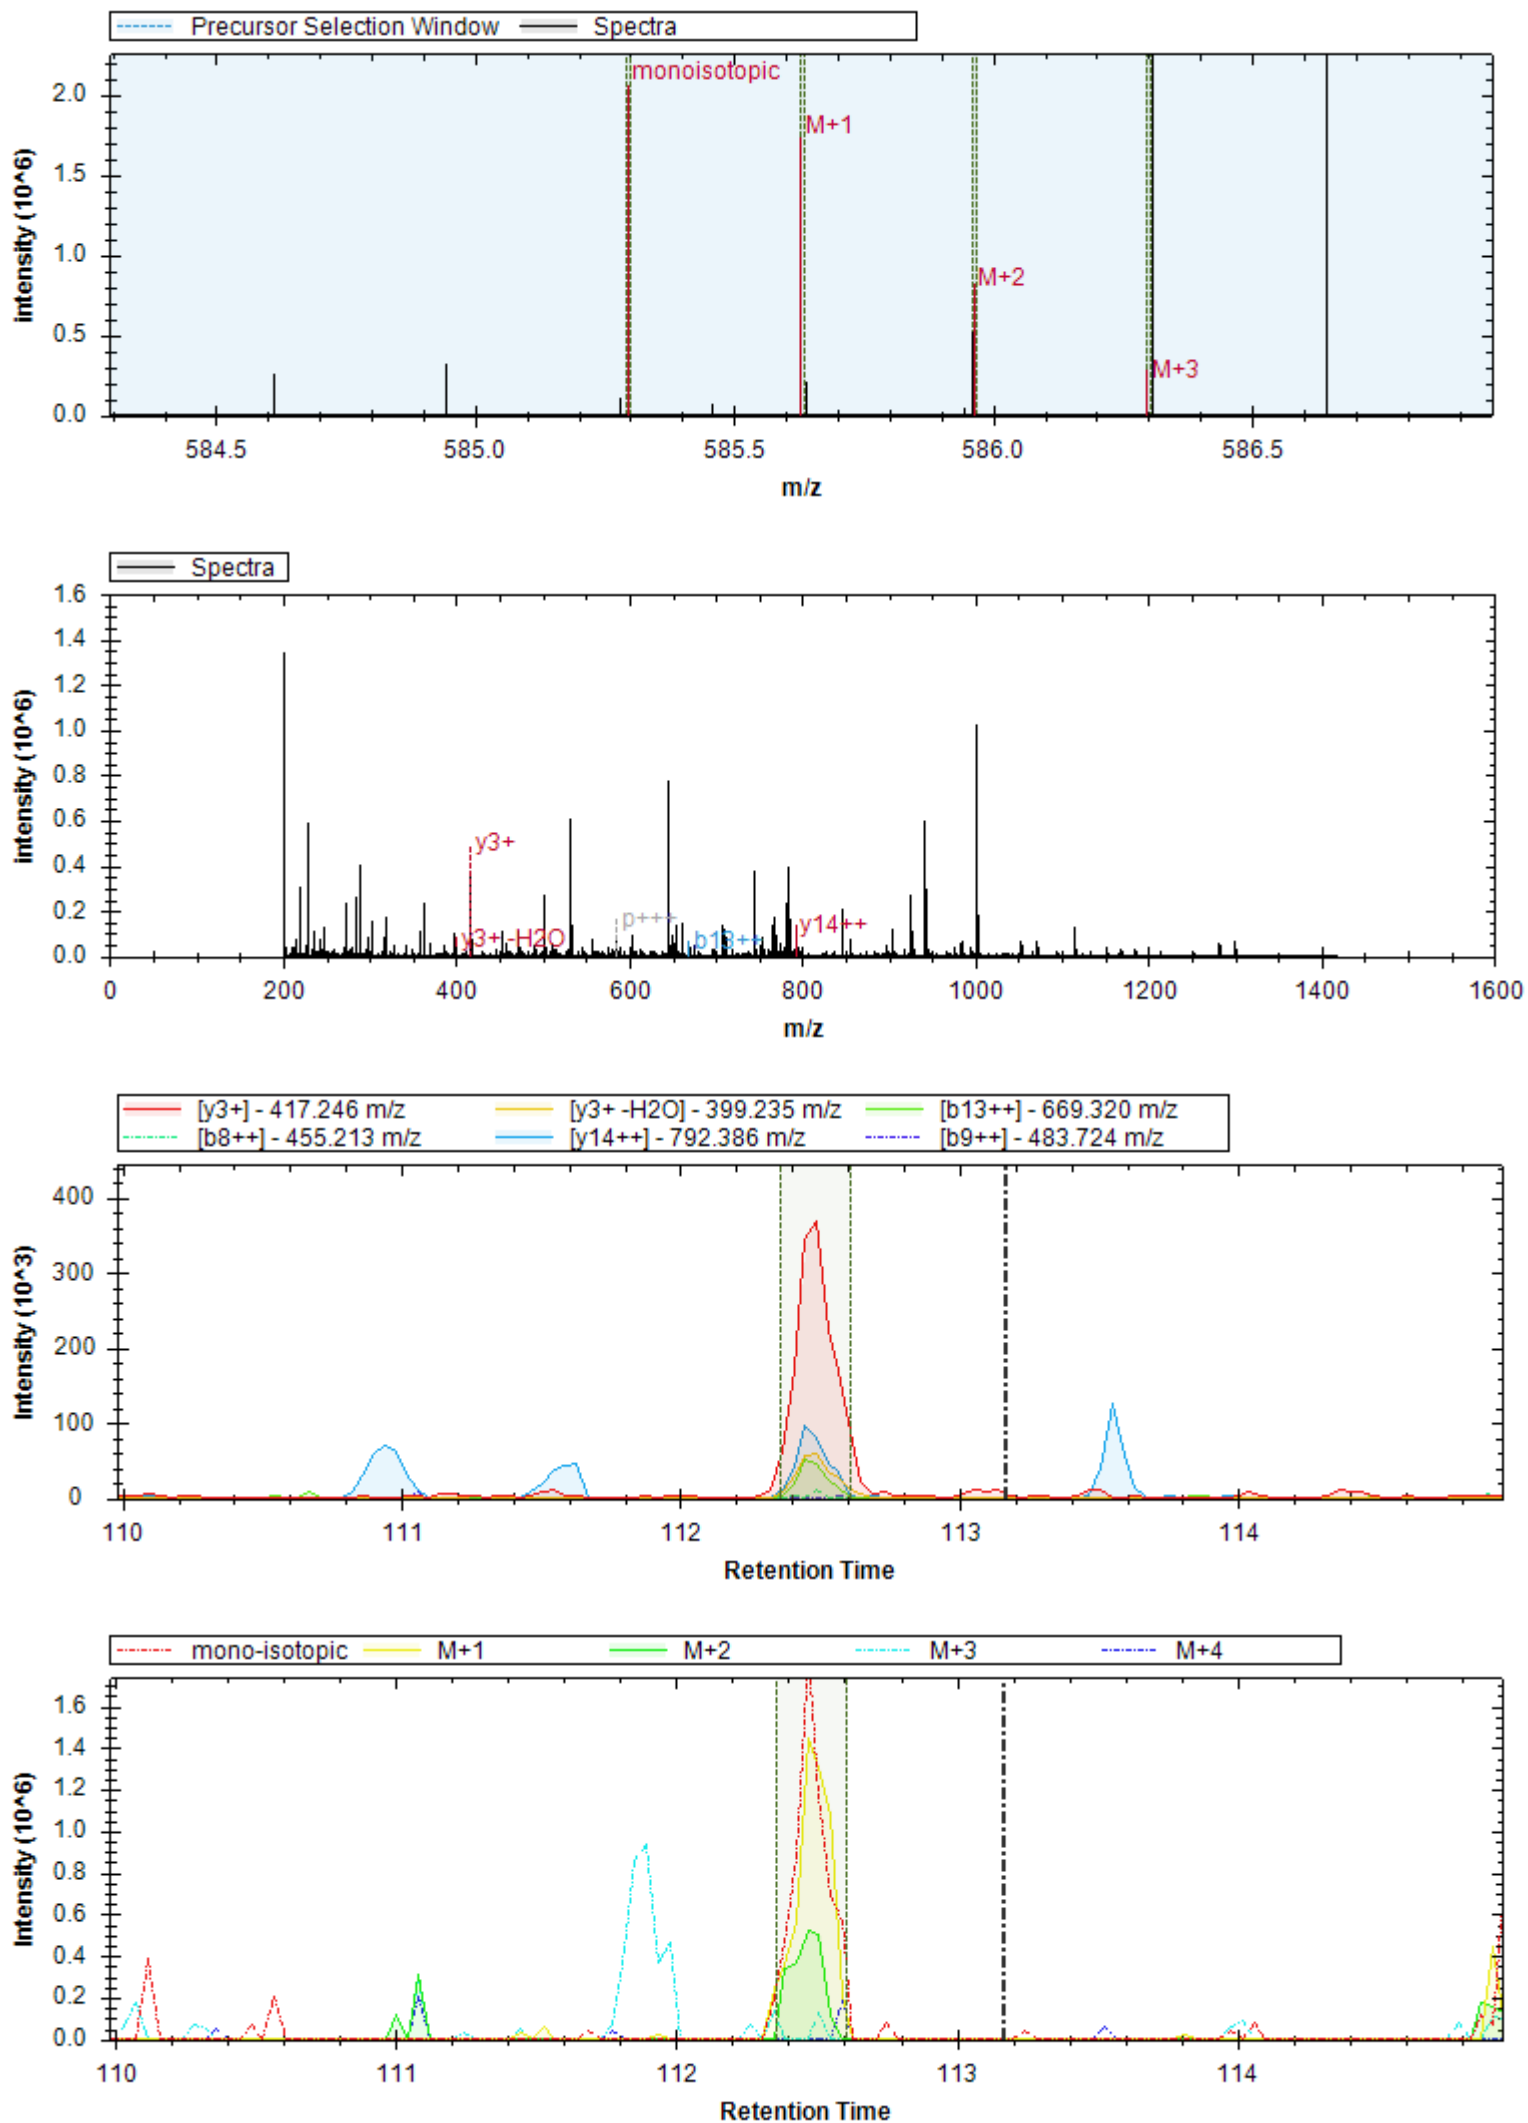 Precursor Selection Window Spectra
monoisotopic
M+1
M+2
M+3
intensity (10^6)
2.0
1.5
1.0
0.5
0.0
584.5 585.0 585.5 586.0 586.5
m/z
Spectra
intensity (10^6)
1.6
1.4
1.2
1.0
0.8
0.6
0.4
0.2
0.0
y3+
y3+ -H2O
p+++
b13++
y14++
0 200 400 600 800 1000 1200 1400 1600
m/z
[y3+] - 417.246 m/z [y3+ -H2O] - 399.235 m/z [b13++] - 669.320 m/z
[b8++] - 455.213 m/z [y14++] - 792.386 m/z [b9++] - 483.724 m/z
Intensity (10^3)
400
300
200
100
0
110 111 112 113 114
Retention Time
mono-isotopic M+1 M+2 M+3 M+4
Intensity (10^6)
1.6
1.4
1.2
1.0
0.8
0.6
0.4
0.2
0.0
110 111 112 113 114
Retention Time